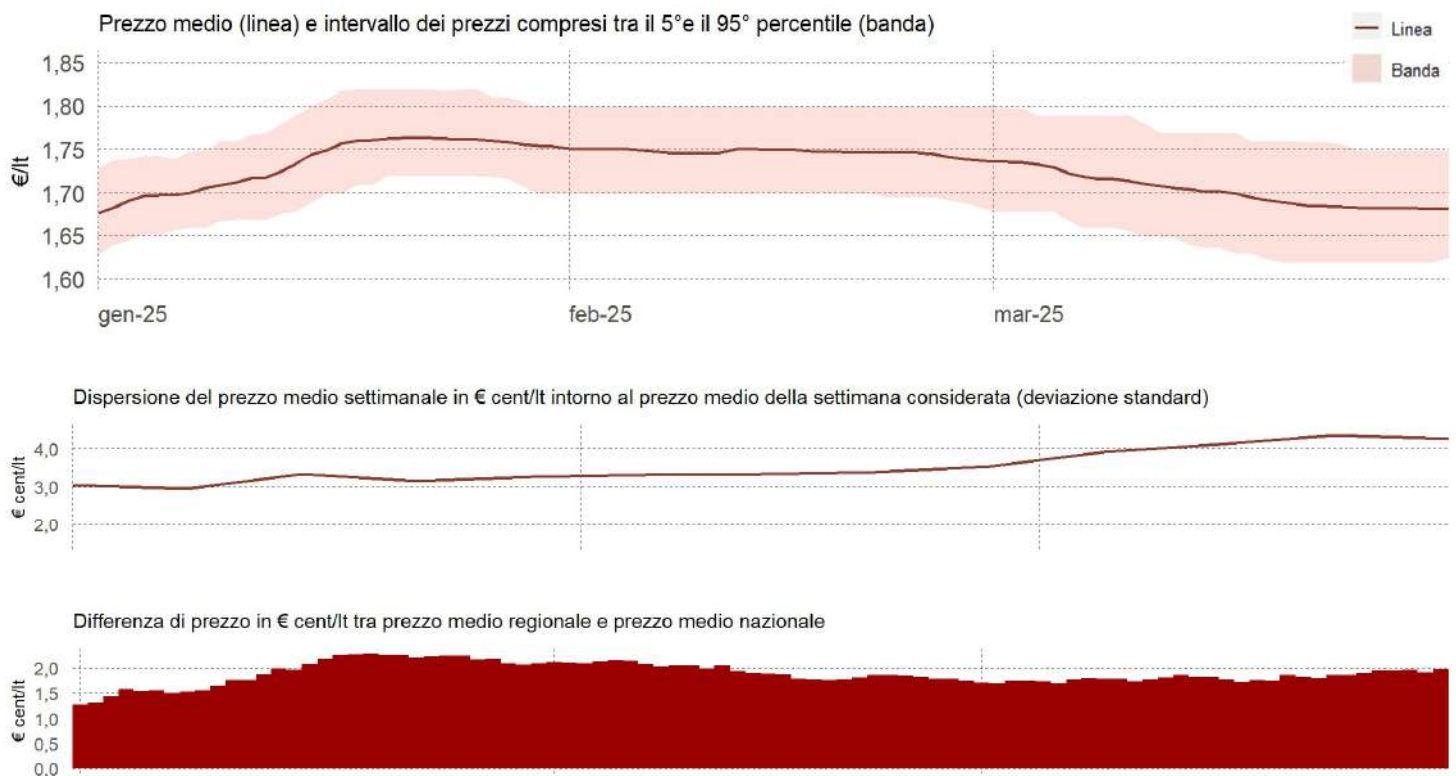 Prezzo medio (linea) e intervallo dei prezzi compresi tra il 5°e il 95° percentile (banda)
Linea
Banda
€/lt
1,85
1,80
1,75
1,70
1,65
1,60
gen-25
feb-25
mar-25
Dispersione del prezzo medio settimanale in € cent/lt intorno al prezzo medio della settimana considerata (deviazione standard)
€ cent/lt
4,0
3,0
2,0
Differenza di prezzo in € cent/lt tra prezzo medio regionale e prezzo medio nazionale
€ cent/lt
2,0
1,5
1,0
0,5
0,0